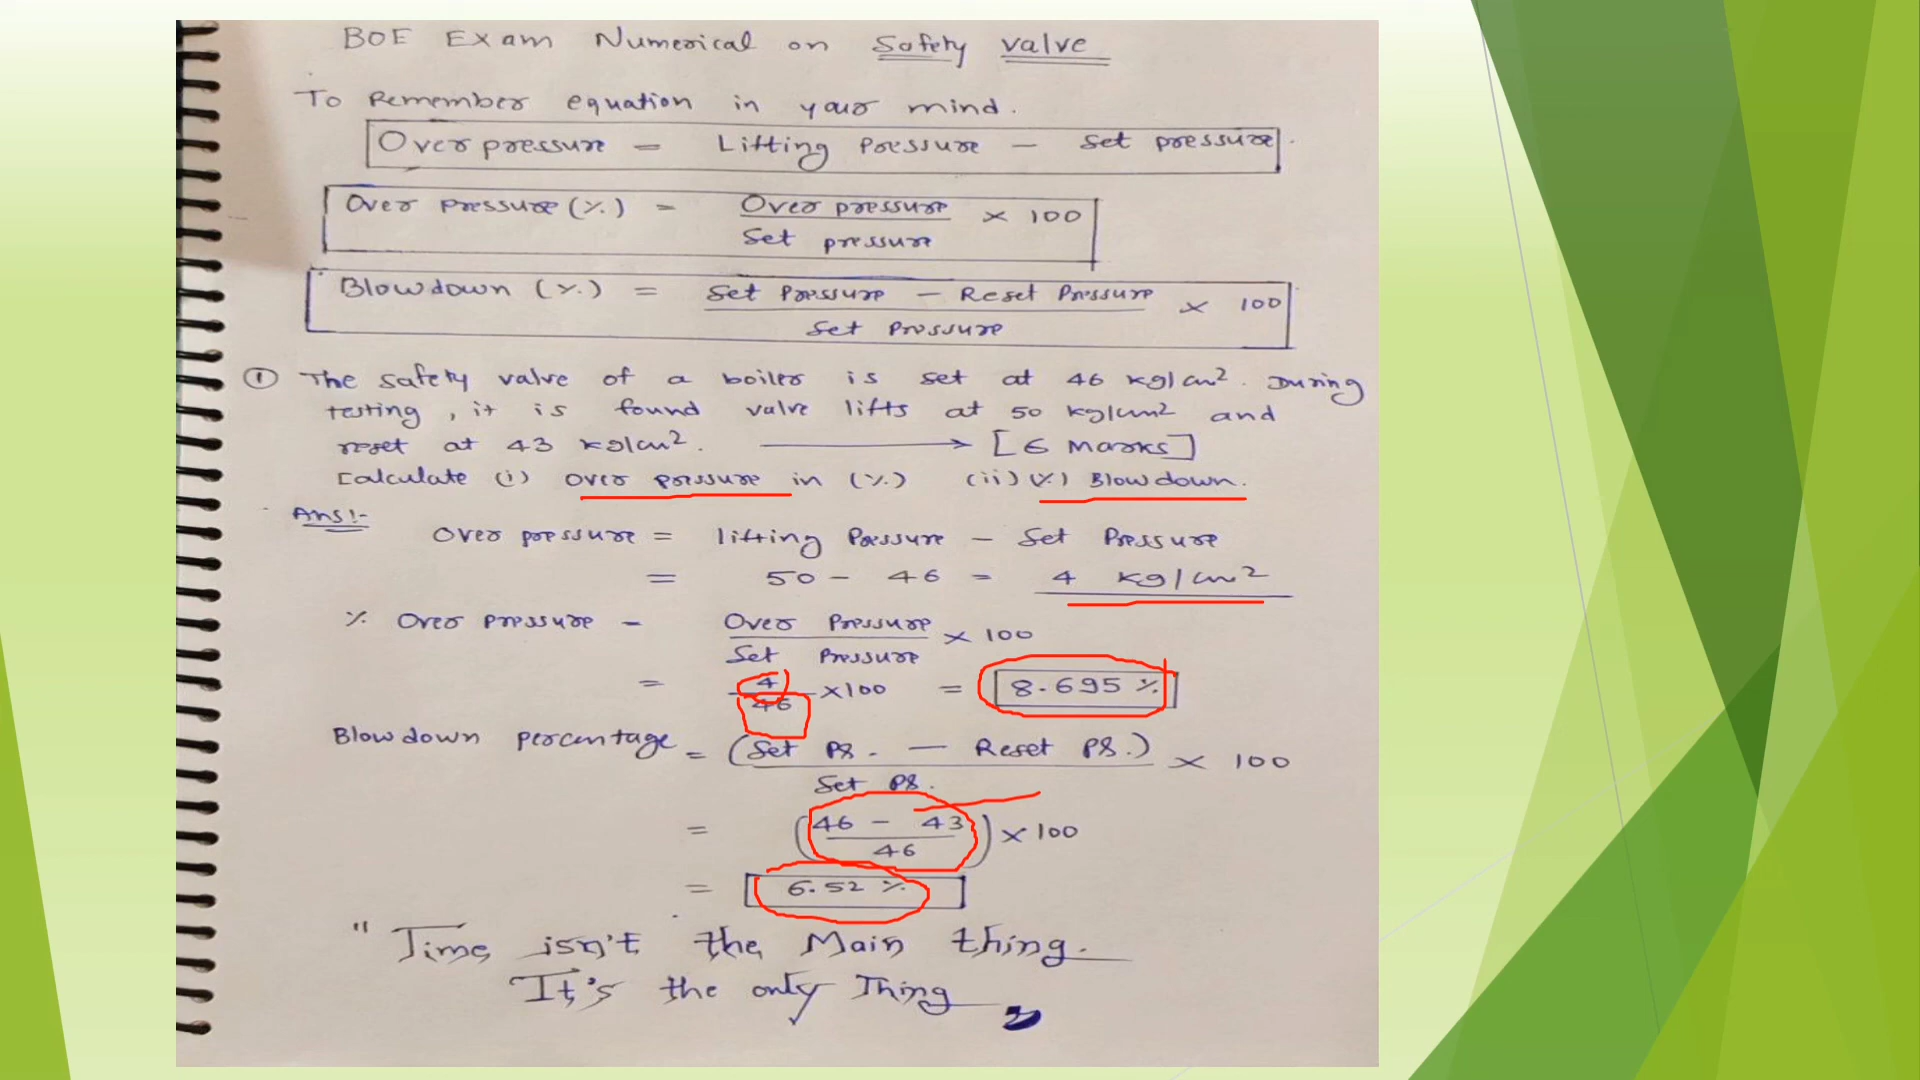 BOE Exam Numerical on Safety valve
To Remember equation in your mind.
Over pressure = Lifting Pressure - Set pressure.
Over Pressure (%) = Over pressure / Set pressure × 100
Blowdown (%) = Set Pressure - Reset Pressure / Set Pressure × 100
① The safety valve of a boiler is set at 46 kg/cm². During
testing, it is found valve lifts at 50 kg/cm² and
reset at 43 kg/cm². → [6 Marks]
Calculate (i) Over pressure in (%) (ii) (%) Blowdown.
Ans:-
Over pressure = lifting Pressure - Set Pressure
= 50 - 46 = 4 kg/cm²
% Over Pressure - Over Pressure / Set Pressure × 100
= 4 / 46 ×100 = 8.695 %
Blowdown percentage = (Set Pr. - Reset Pr.) / Set Pr. × 100
= (46 - 43 / 46) × 100
= 6.52 %
" Time isn't the Main thing.
It's the only Thing